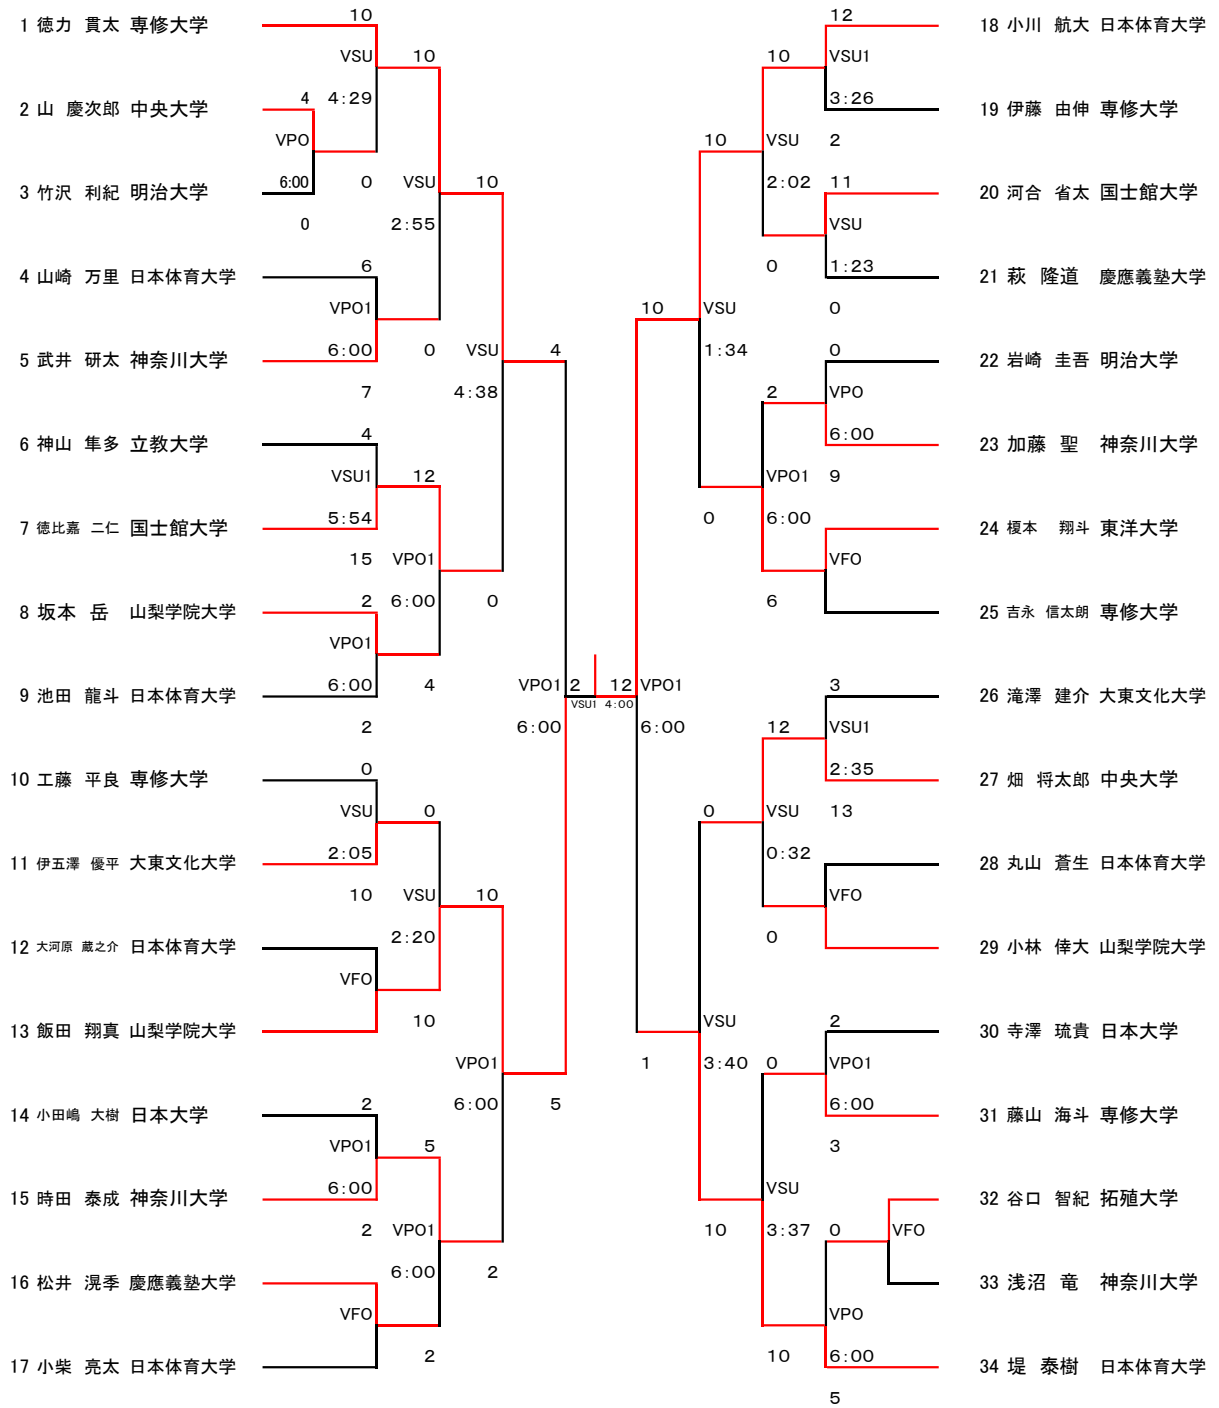 10
1 徳力 貫太 専修大学
VSU 10
4 4:29
2 山 慶次郎 中央大学
VPO
6:00 0 VSU 10
3 竹沢 利紀 明治大学
0 2:55
6
4 山崎 万里 日本体育大学
VPO1
6:00 0 VSU 4
5 武井 研太 神奈川大学
7 4:38
4
6 神山 隼多 立教大学
VSU1 12
5:54
7 徳比嘉 二仁 国士館大学
15 VPO1
2 6:00 0
8 坂本 岳 山梨学院大学
VPO1
6:00 4 VPO1 2
9 池田 龍斗 日本体育大学
2 6:00
0
10 工藤 平良 専修大学
VSU 0
2:05
11 伊五澤 優平 大東文化大学
10 VSU 10
2:20
12 大河原 蔵之介 日本体育大学
VFO
13 飯田 翔真 山梨学院大学
10
VPO1
2 6:00 5
14 小田嶋 大樹 日本大学
VPO1 5
6:00
15 時田 泰成 神奈川大学
2 VPO1
6:00 2
16 松井 滉季 慶應義塾大学
VFO
2
17 小柴 亮太 日本体育大学
VSU1 4:00
12
18 小川 航大 日本体育大学
10 VSU1
3:26
19 伊藤 由伸 専修大学
10 VSU 2
2:02 11
20 河合 省太 国士館大学
VSU
0 1:23
21 萩 隆道 慶應義塾大学
10 VSU 0
1:34 0
22 岩崎 圭吾 明治大学
2 VPO
6:00
23 加藤 聖 神奈川大学
VPO1 9
0 6:00
24 榎本 翔斗 東洋大学
VFO
6
25 吉永 信太朗 専修大学
12 VPO1 3
26 滝澤 建介 大東文化大学
6:00 12 VSU1
2:35
27 畑 将太郎 中央大学
0 VSU 13
0:32
28 丸山 蒼生 日本体育大学
VFO
0
29 小林 倖大 山梨学院大学
VSU 2
30 寺澤 琉貴 日本大学
1 3:40 0 VPO1
6:00
31 藤山 海斗 専修大学
3
VSU
32 谷口 智紀 拓殖大学
10 3:37 0 VFO
33 浅沼 竜 神奈川大学
VPO
10 6:00
34 堤 泰樹 日本体育大学
5